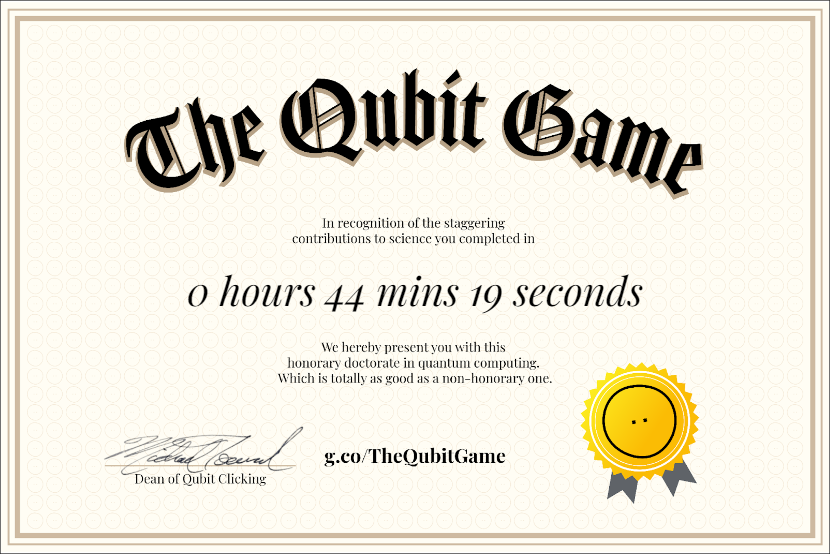 The Qubit Game
In recognition of the staggering
contributions to science you completed in
0 hours 44 mins 19 seconds
We hereby present you with this
honorary doctorate in quantum computing.
Which is totally as good as a non-honorary one.
g.co/TheQubitGame
Dean of Qubit Clicking